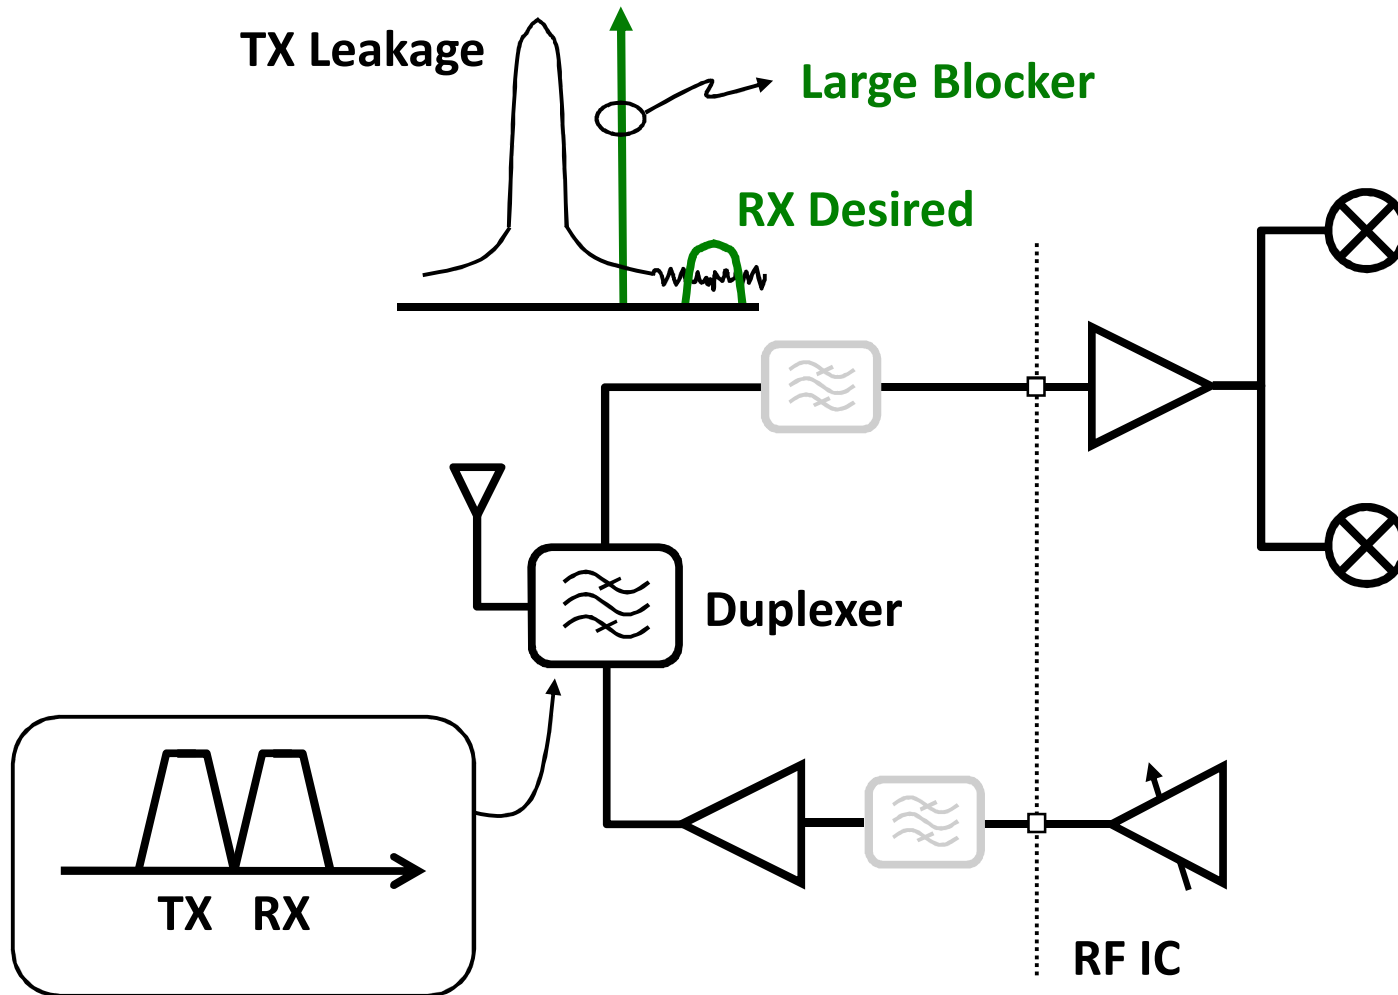 TX Leakage
Large Blocker
RX Desired
Duplexer
TX RX
RF IC